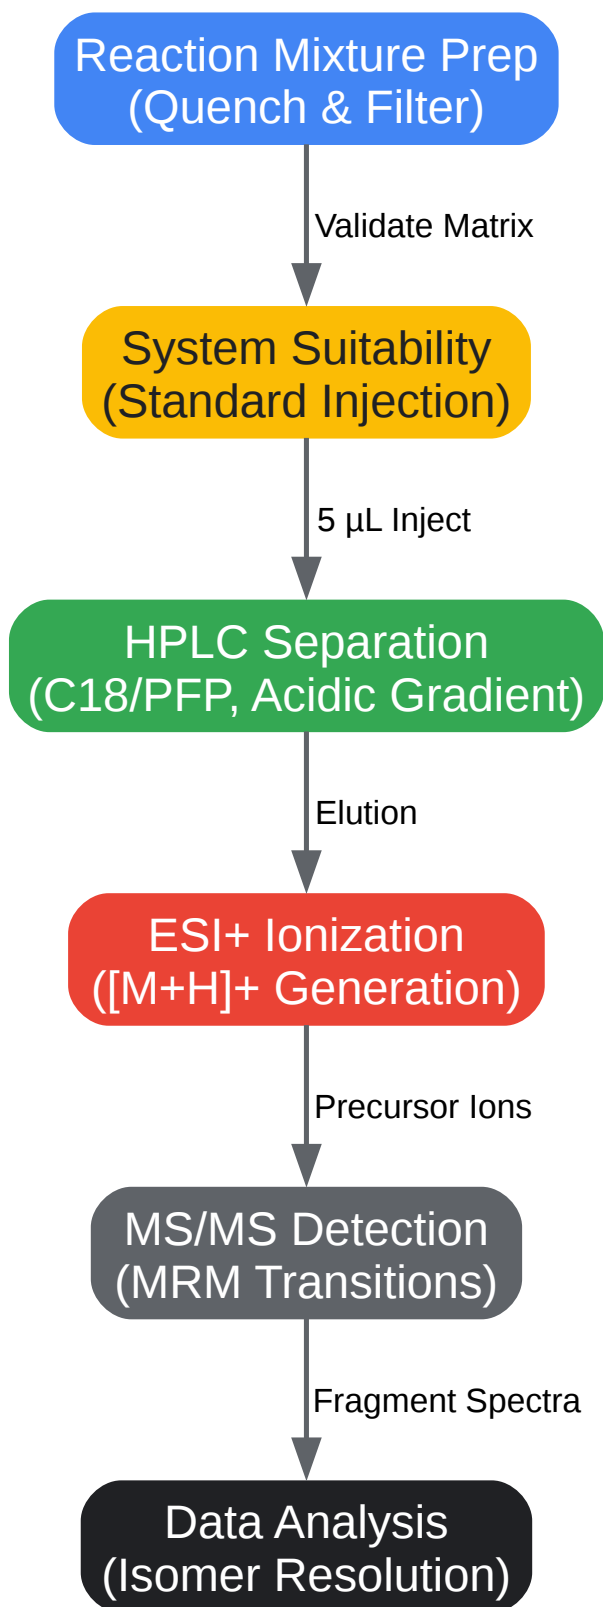 Reaction Mixture Prep
(Quench & Filter)
Validate Matrix
System Suitability
(Standard Injection)
5 µL Inject
HPLC Separation
(C18/PFP, Acidic Gradient)
Elution
ESI+ Ionization
([M+H]+ Generation)
Precursor Ions
MS/MS Detection
(MRM Transitions)
Fragment Spectra
Data Analysis
(Isomer Resolution)